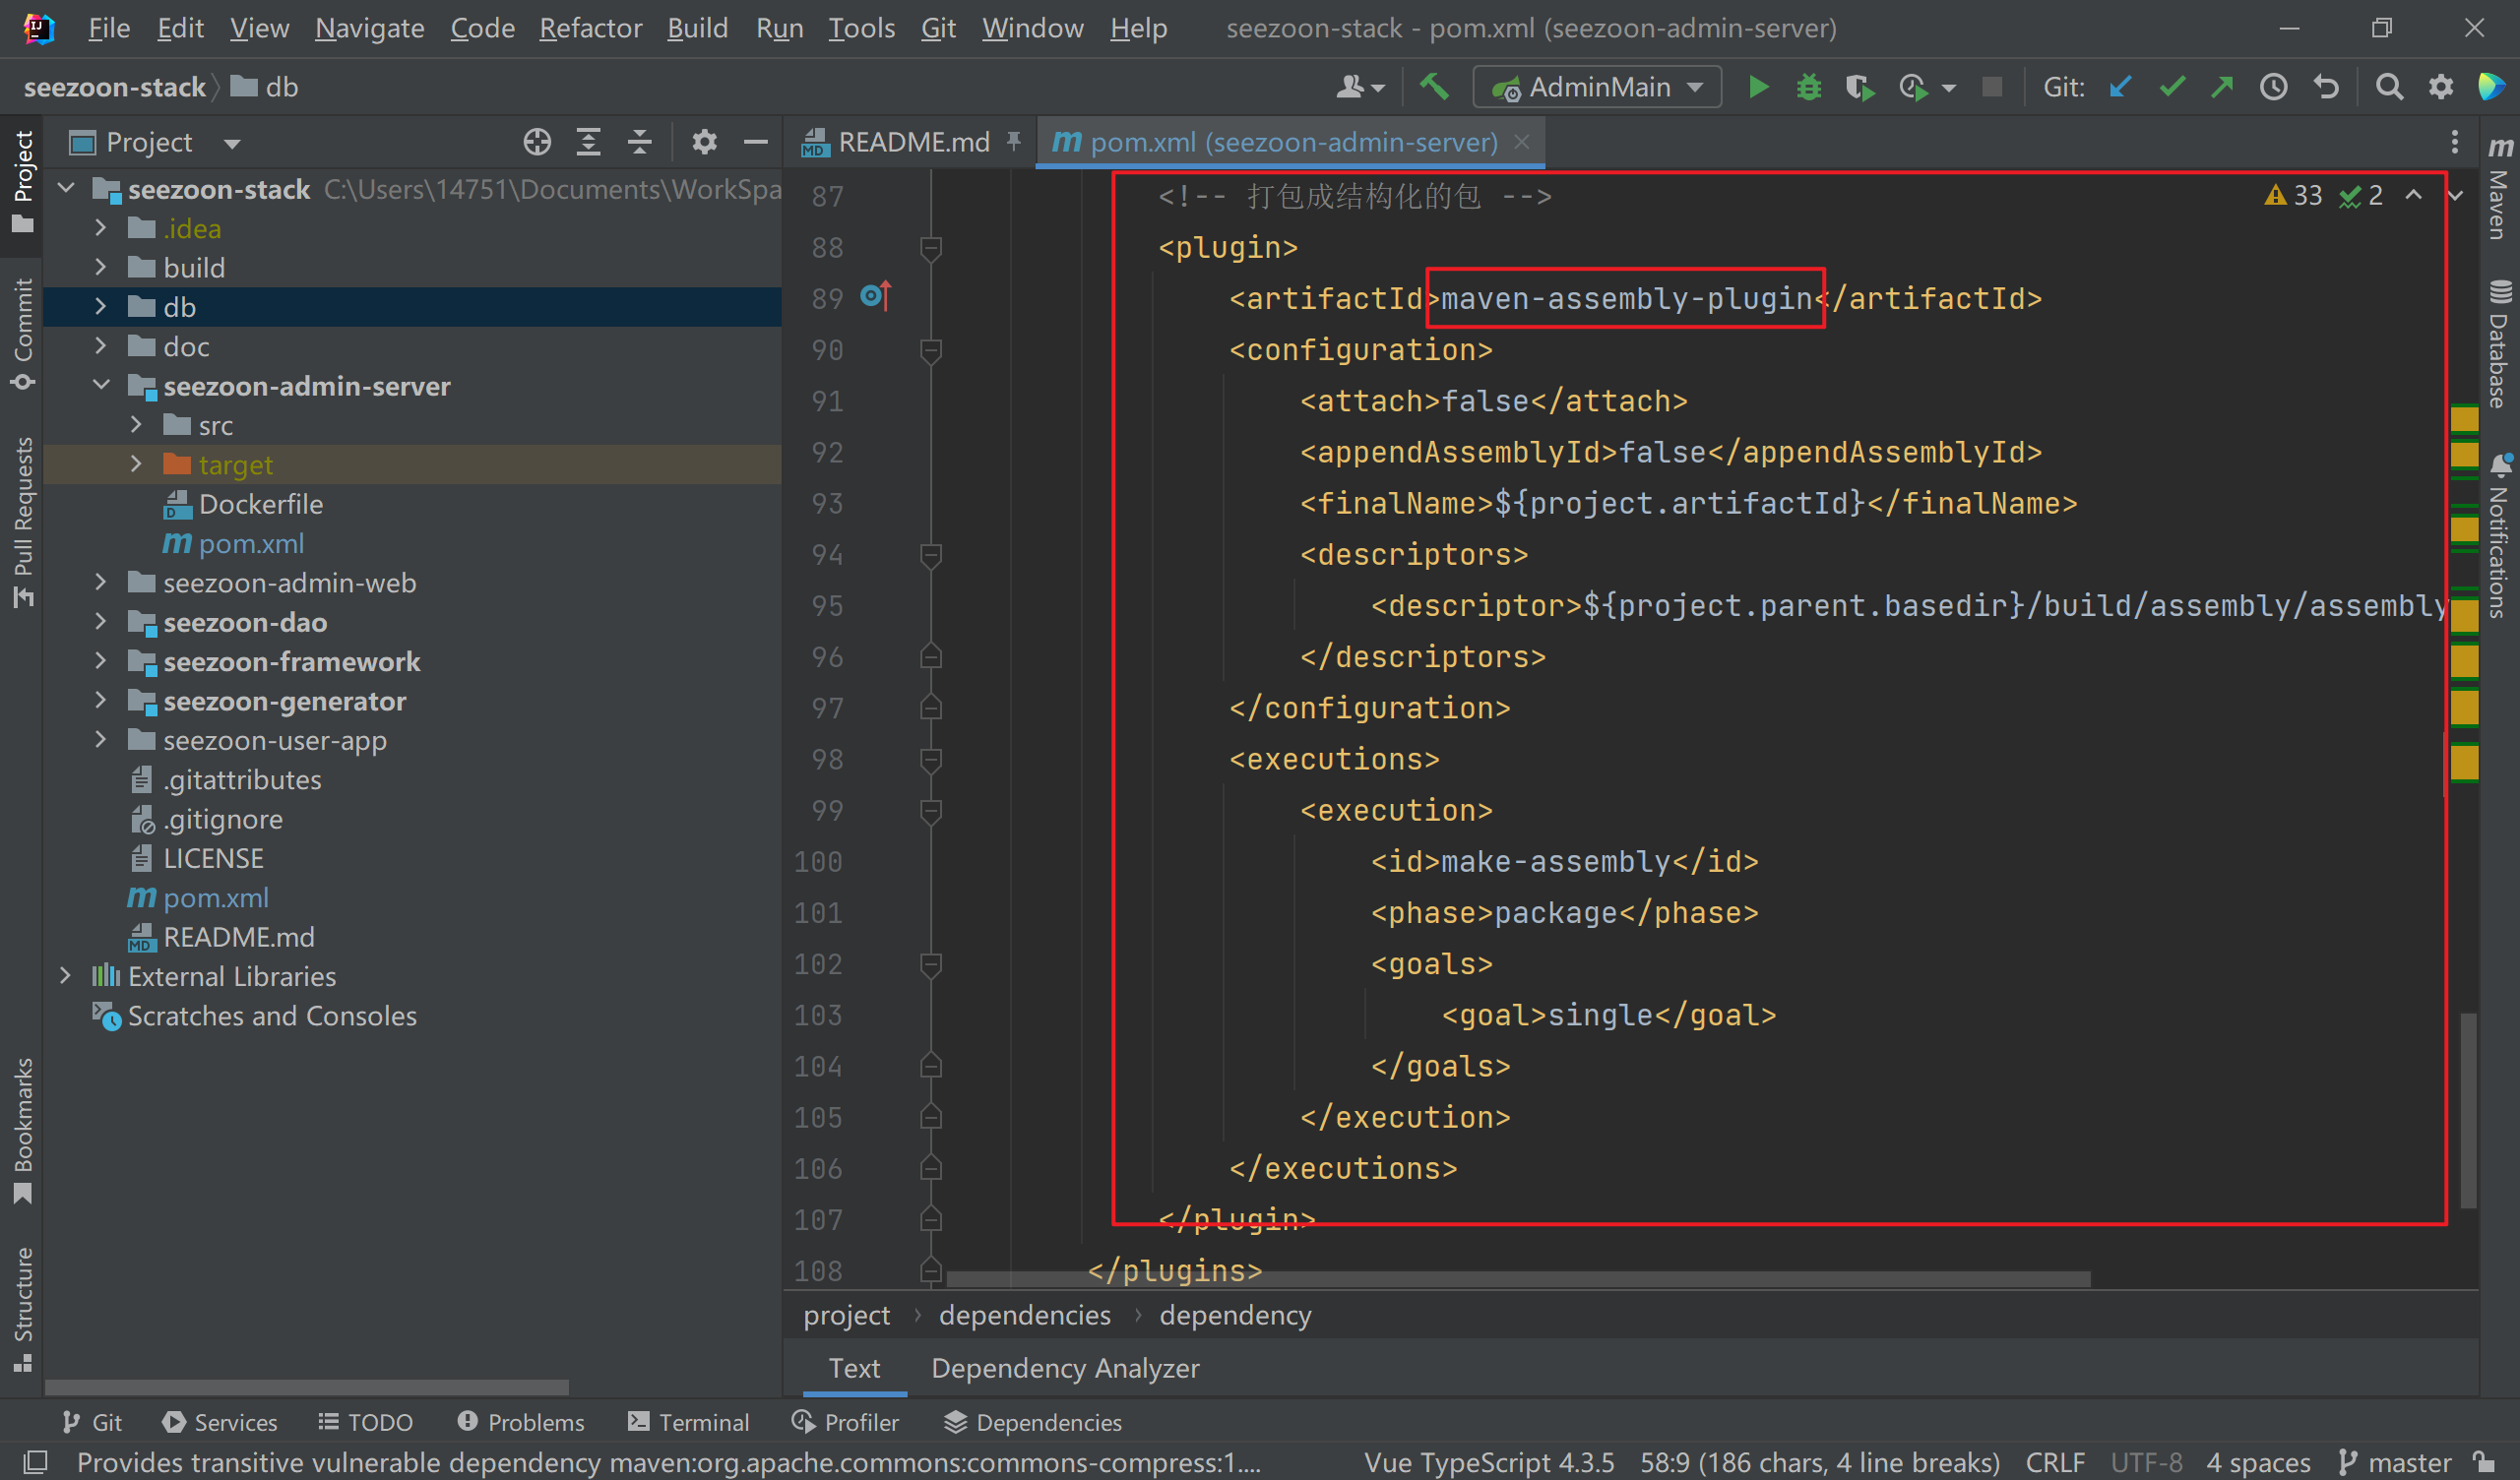 File Edit View Navigate Code Refactor Build Run Tools Git Window Help seezoon-stack - pom.xml (seezoon-admin-server)
seezoon-stack db AdminMain Git:
Project README.md pom.xml (seezoon-admin-server)
Project
Commit
Pull Requests
Bookmarks
Structure
seezoon-stack C:\Users\14751\Documents\WorkSpa
.idea
build
db
doc
seezoon-admin-server
src
target
Dockerfile
pom.xml
seezoon-admin-web
seezoon-dao
seezoon-framework
seezoon-generator
seezoon-user-app
.gitattributes
.gitignore
LICENSE
pom.xml
README.md
External Libraries
Scratches and Consoles
87 <!-- 打包成结构化的包 --> 33 2
88 <plugin>
89 <artifactId>maven-assembly-plugin</artifactId>
90 <configuration>
91 <attach>false</attach>
92 <appendAssemblyId>false</appendAssemblyId>
93 <finalName>${project.artifactId}</finalName>
94 <descriptors>
95 <descriptor>${project.parent.basedir}/build/assembly/assembly
96 </descriptors>
97 </configuration>
98 <executions>
99 <execution>
100 <id>make-assembly</id>
101 <phase>package</phase>
102 <goals>
103 <goal>single</goal>
104 </goals>
105 </execution>
106 </executions>
107 </plugin>
108 </plugins>
Maven
Database
Notifications
project › dependencies › dependency
Text Dependency Analyzer
Git Services TODO Problems Terminal Profiler Dependencies
Provides transitive vulnerable dependency maven:org.apache.commons:commons-compress:1.... Vue TypeScript 4.3.5 58:9 (186 chars, 4 line breaks) CRLF UTF-8 4 spaces master